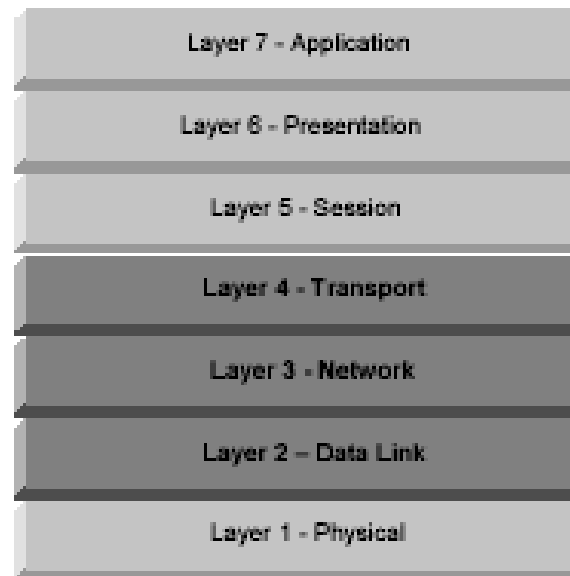 Layer 7 - Application
Layer 6 - Presentation
Layer 5 - Session
Layer 4 - Transport
Layer 3 - Network
Layer 2 – Data Link
Layer 1 - Physical